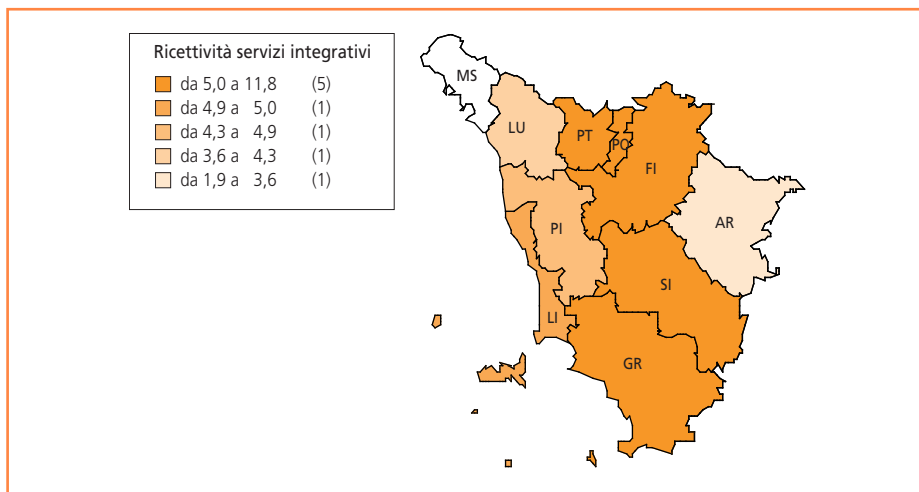 Ricettività servizi integrativi
da 5,0 a 11,8 (5)
da 4,9 a 5,0 (1)
da 4,3 a 4,9 (1)
da 3,6 a 4,3 (1)
da 1,9 a 3,6 (1)
MS
LU
PT
PO
FI
AR
PI
SI
LI
GR